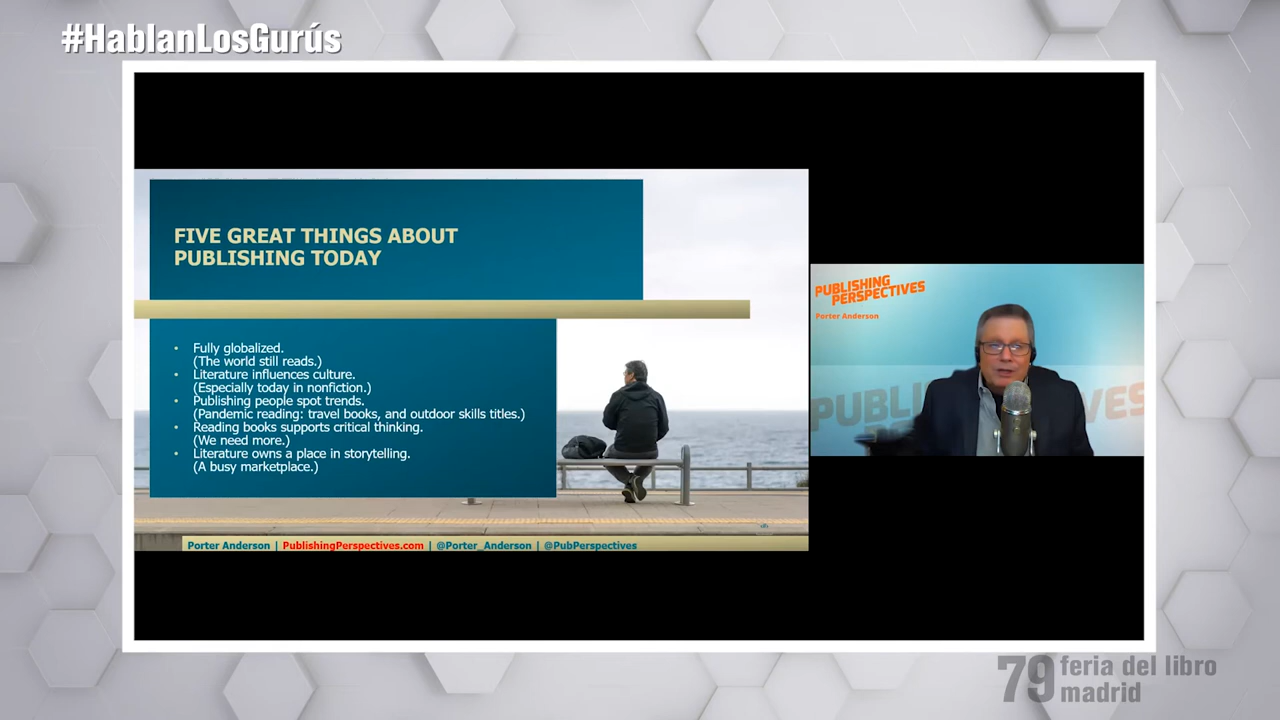 #HablanLosGurús
FIVE GREAT THINGS ABOUT
PUBLISHING TODAY
• Fully globalized.
(The world still reads.)
• Literature influences culture.
(Especially today in nonfiction.)
• Publishing people spot trends.
(Pandemic reading: travel books, and outdoor skills titles.)
• Reading books supports critical thinking.
(We need more.)
• Literature owns a place in storytelling.
(A busy marketplace.)
Porter Anderson | PublishingPerspectives.com | @Porter_Anderson | @PubPerspectives
PUBLISHING
PERSPECTIVES
Porter Anderson
79 feria del libro
madrid